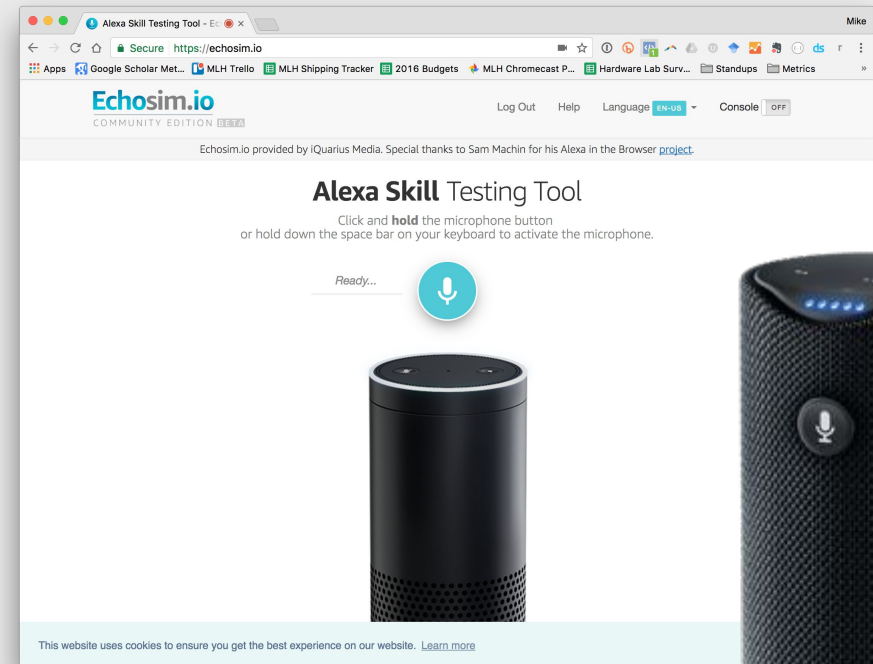 Alexa Skill Testing Tool - Ec
Mike
Secure https://echosim.io
Apps Google Scholar Met... MLH Trello MLH Shipping Tracker 2016 Budgets MLH Chromecast P... Hardware Lab Surv... Standups Metrics »
Echosim.io
COMMUNITY EDITION BETA
Log Out Help Language EN-US Console OFF
Echosim.io provided by iQuarius Media. Special thanks to Sam Machin for his Alexa in the Browser project.
Alexa Skill Testing Tool
Click and hold the microphone button
or hold down the space bar on your keyboard to activate the microphone.
Ready...
This website uses cookies to ensure you get the best experience on our website. Learn more